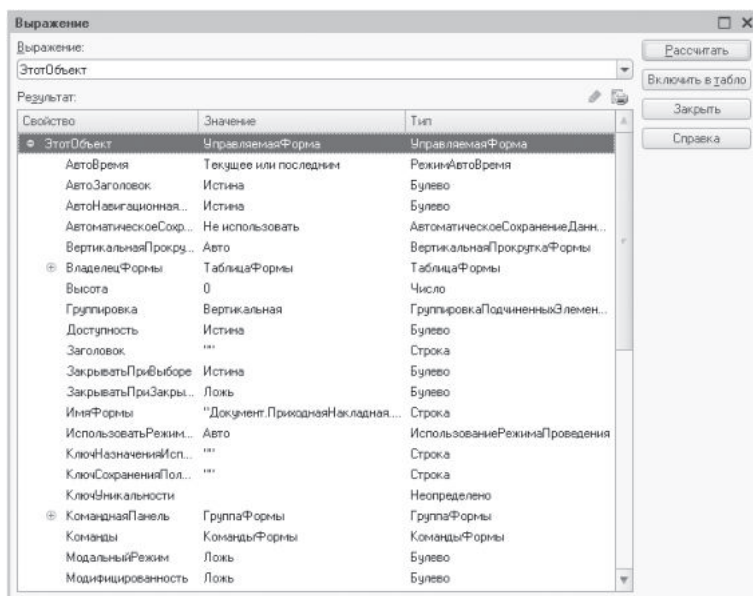 Выражение
Выражение:
ЭтотОбъект
Рассчитать
Включить в табло
Закрыть
Справка
Результат:
Свойство Значение Тип
ЭтотОбъект УправляемаяФорма УправляемаяФорма
АвтоВремя Текущее или последним РежимАвтоВремя
АвтоЗаголовок Истина Булево
АвтоНавигационная... Истина Булево
АвтоматическоеСохр... Не использовать АвтоматическоеСохранениеДанн...
ВертикальнаяПрокру... Авто ВертикальнаяПрокруткаФормы
ВладелецФормы ТаблицаФормы ТаблицаФормы
Высота 0 Число
Группировка Вертикальная ГруппировкаПодчиненныхЭлемен...
Доступность Истина Булево
Заголовок "" Строка
ЗакрыватьПриВыборе Истина Булево
ЗакрыватьПриЗакры... Ложь Булево
ИмяФормы "Документ.ПриходнаяНакладная.... Строка
ИспользоватьРежим... Авто ИспользованиеРежимаПроведения
КлючНазначенияИсп... "" Строка
КлючСохраненияПол... "" Строка
КлючУникальности Неопределено
КоманднаяПанель ГруппаФормы ГруппаФормы
Команды КомандыФормы КомандыФормы
МодальныйРежим Ложь Булево
Модифицированность Ложь Булево